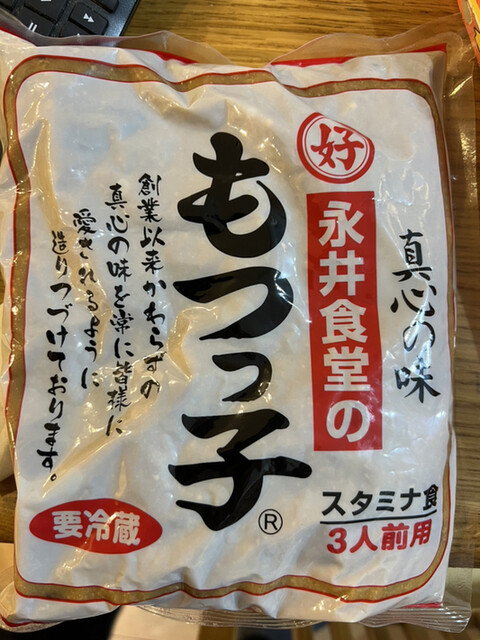 真心の味
好
永井食堂の
もつっ子®
創業以来かわらずの
真心の味を常に皆様に
愛されるように
造りつづけております。
スタミナ食
3人前用
要冷蔵